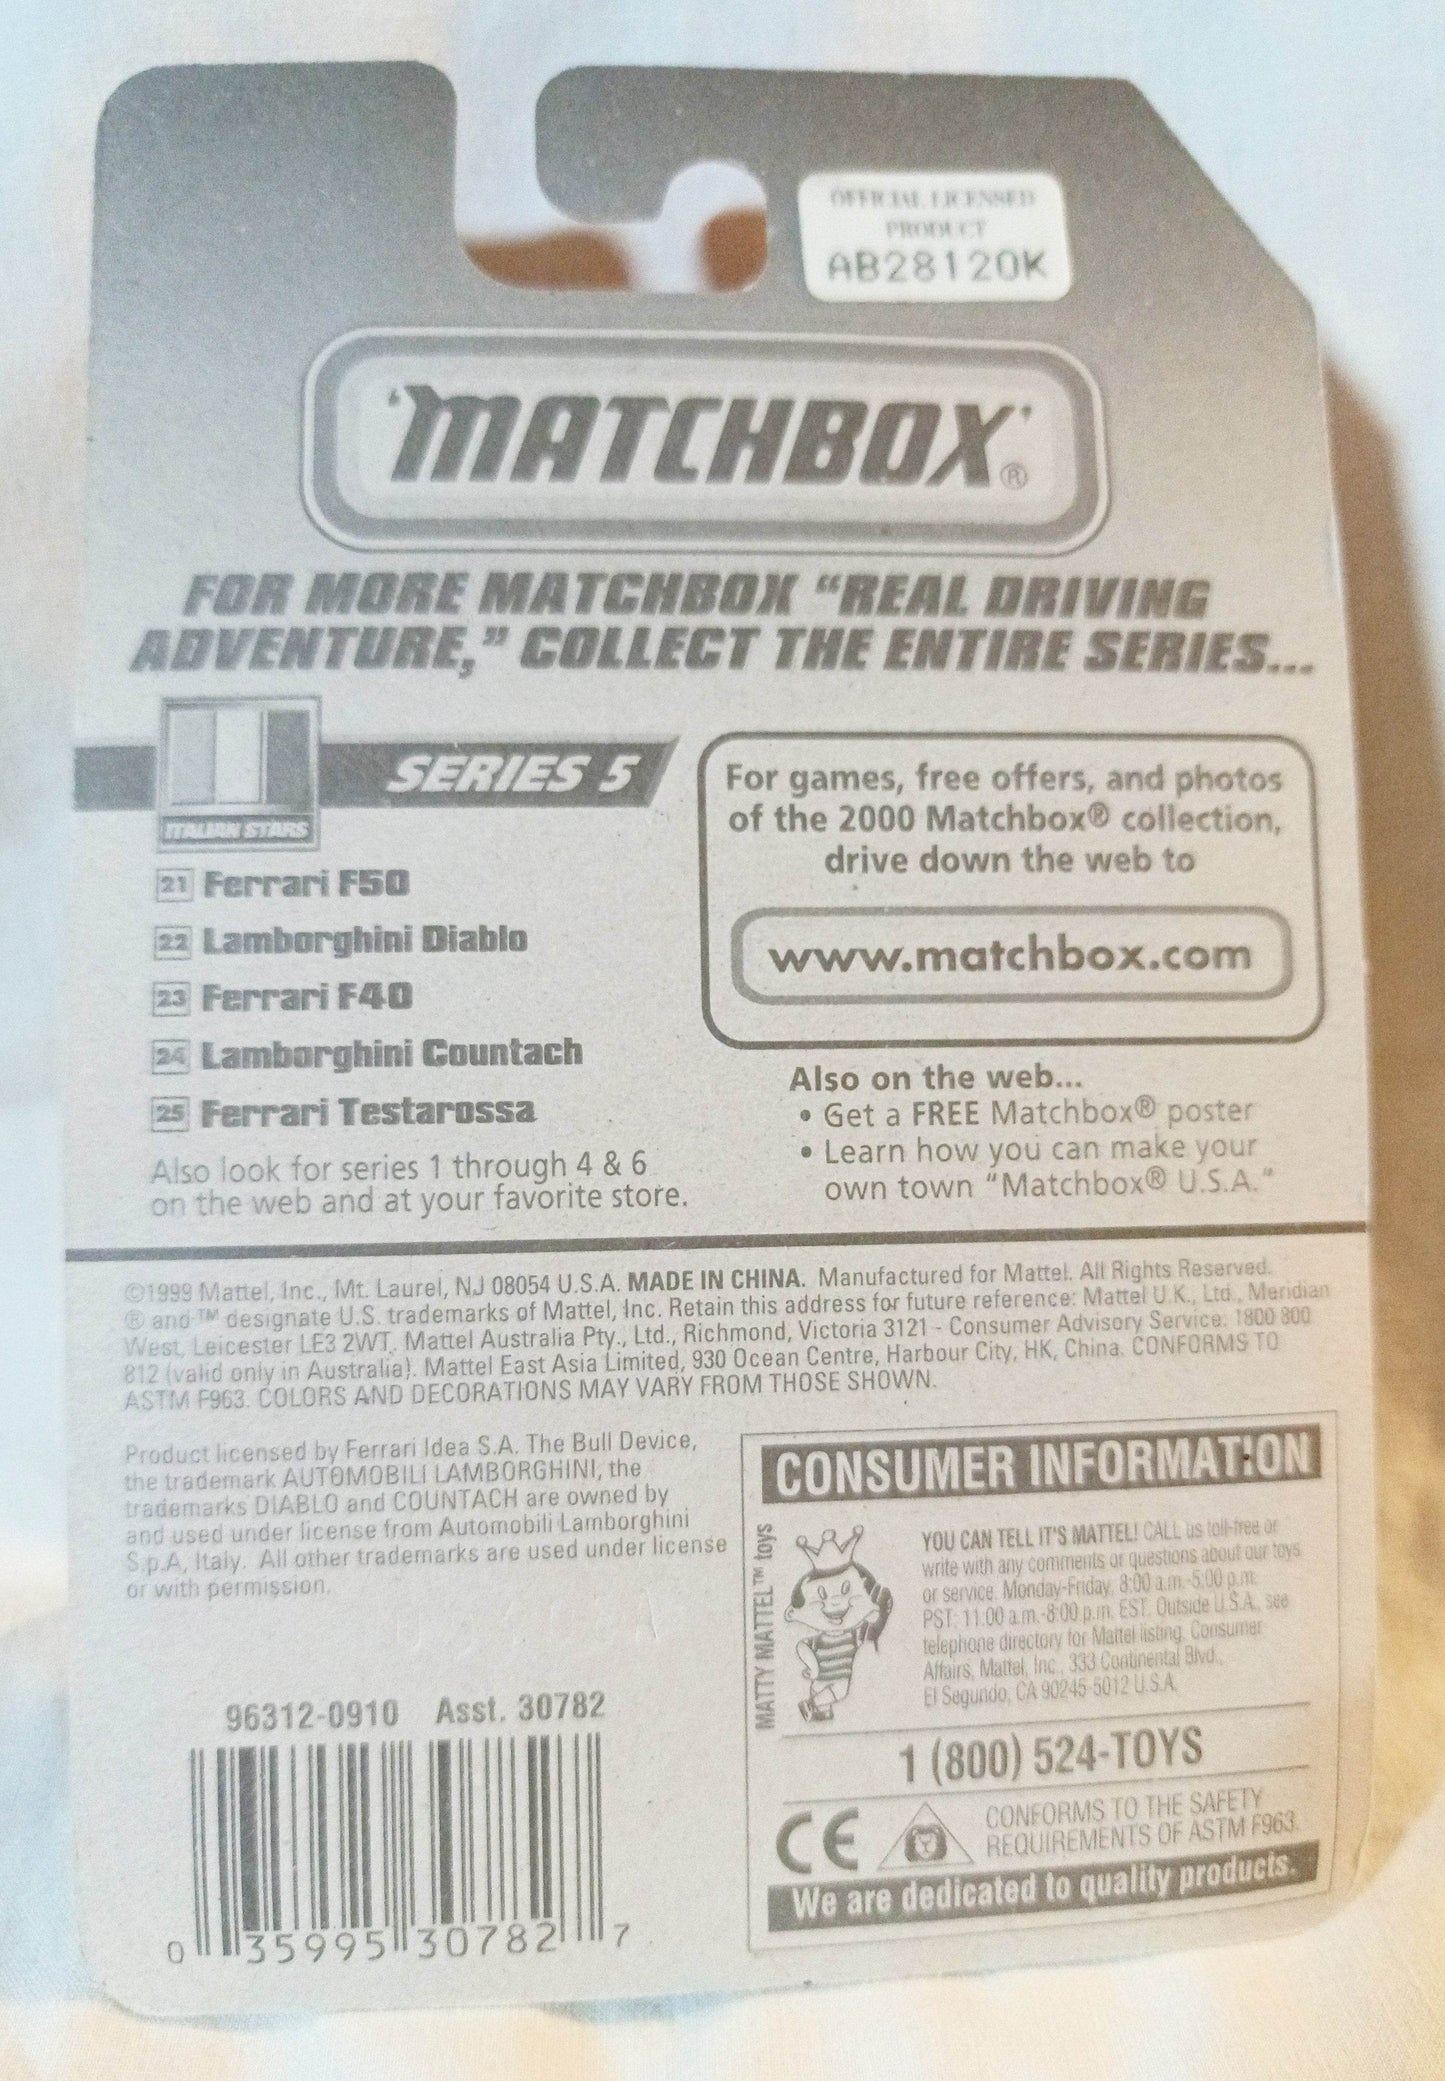 OFFICIAL LICENSED
PRODUCT
AB28120K
'MATCHBOX'®
FOR MORE MATCHBOX “REAL DRIVING
ADVENTURE,” COLLECT THE ENTIRE SERIES...
ITALIAN STARS
SERIES 5
21 Ferrari F50
22 Lamborghini Diablo
23 Ferrari F40
24 Lamborghini Countach
25 Ferrari Testarossa
Also look for series 1 through 4 & 6
on the web and at your favorite store.
For games, free offers, and photos
of the 2000 Matchbox® collection,
drive down the web to
www.matchbox.com
Also on the web...
• Get a FREE Matchbox® poster
• Learn how you can make your
own town “Matchbox® U.S.A.”
©1999 Mattel, Inc., Mt. Laurel, NJ 08054 U.S.A. MADE IN CHINA. Manufactured for Mattel. All Rights Reserved.
® and ™ designate U.S. trademarks of Mattel, Inc. Retain this address for future reference: Mattel U.K., Ltd., Meridian
West, Leicester LE3 2WT. Mattel Australia Pty., Ltd., Richmond, Victoria 3121 - Consumer Advisory Service: 1800 800
812 (valid only in Australia). Mattel East Asia Limited, 930 Ocean Centre, Harbour City, HK, China. CONFORMS TO
ASTM F963. COLORS AND DECORATIONS MAY VARY FROM THOSE SHOWN.
Product licensed by Ferrari Idea S.A. The Bull Device,
the trademark AUTOMOBILI LAMBORGHINI, the
trademarks DIABLO and COUNTACH are owned by
and used under license from Automobili Lamborghini
S.p.A, Italy. All other trademarks are used under license
or with permission.
96312-0910 Asst. 30782
0 35995 30782 7
CONSUMER INFORMATION
MATTY MATTEL™ toys
YOU CAN TELL IT'S MATTEL! CALL us toll-free or
write with any comments or questions about our toys
or service. Monday-Friday, 8:00 a.m.-5:00 p.m.
PST: 11:00 a.m.-8:00 p.m. EST. Outside U.S.A., see
telephone directory for Mattel listing. Consumer
Affairs, Mattel, Inc., 333 Continental Blvd.,
El Segundo, CA 90245-5012 U.S.A.
1 (800) 524-TOYS
CE
CONFORMS TO THE SAFETY
REQUIREMENTS OF ASTM F963.
We are dedicated to quality products.